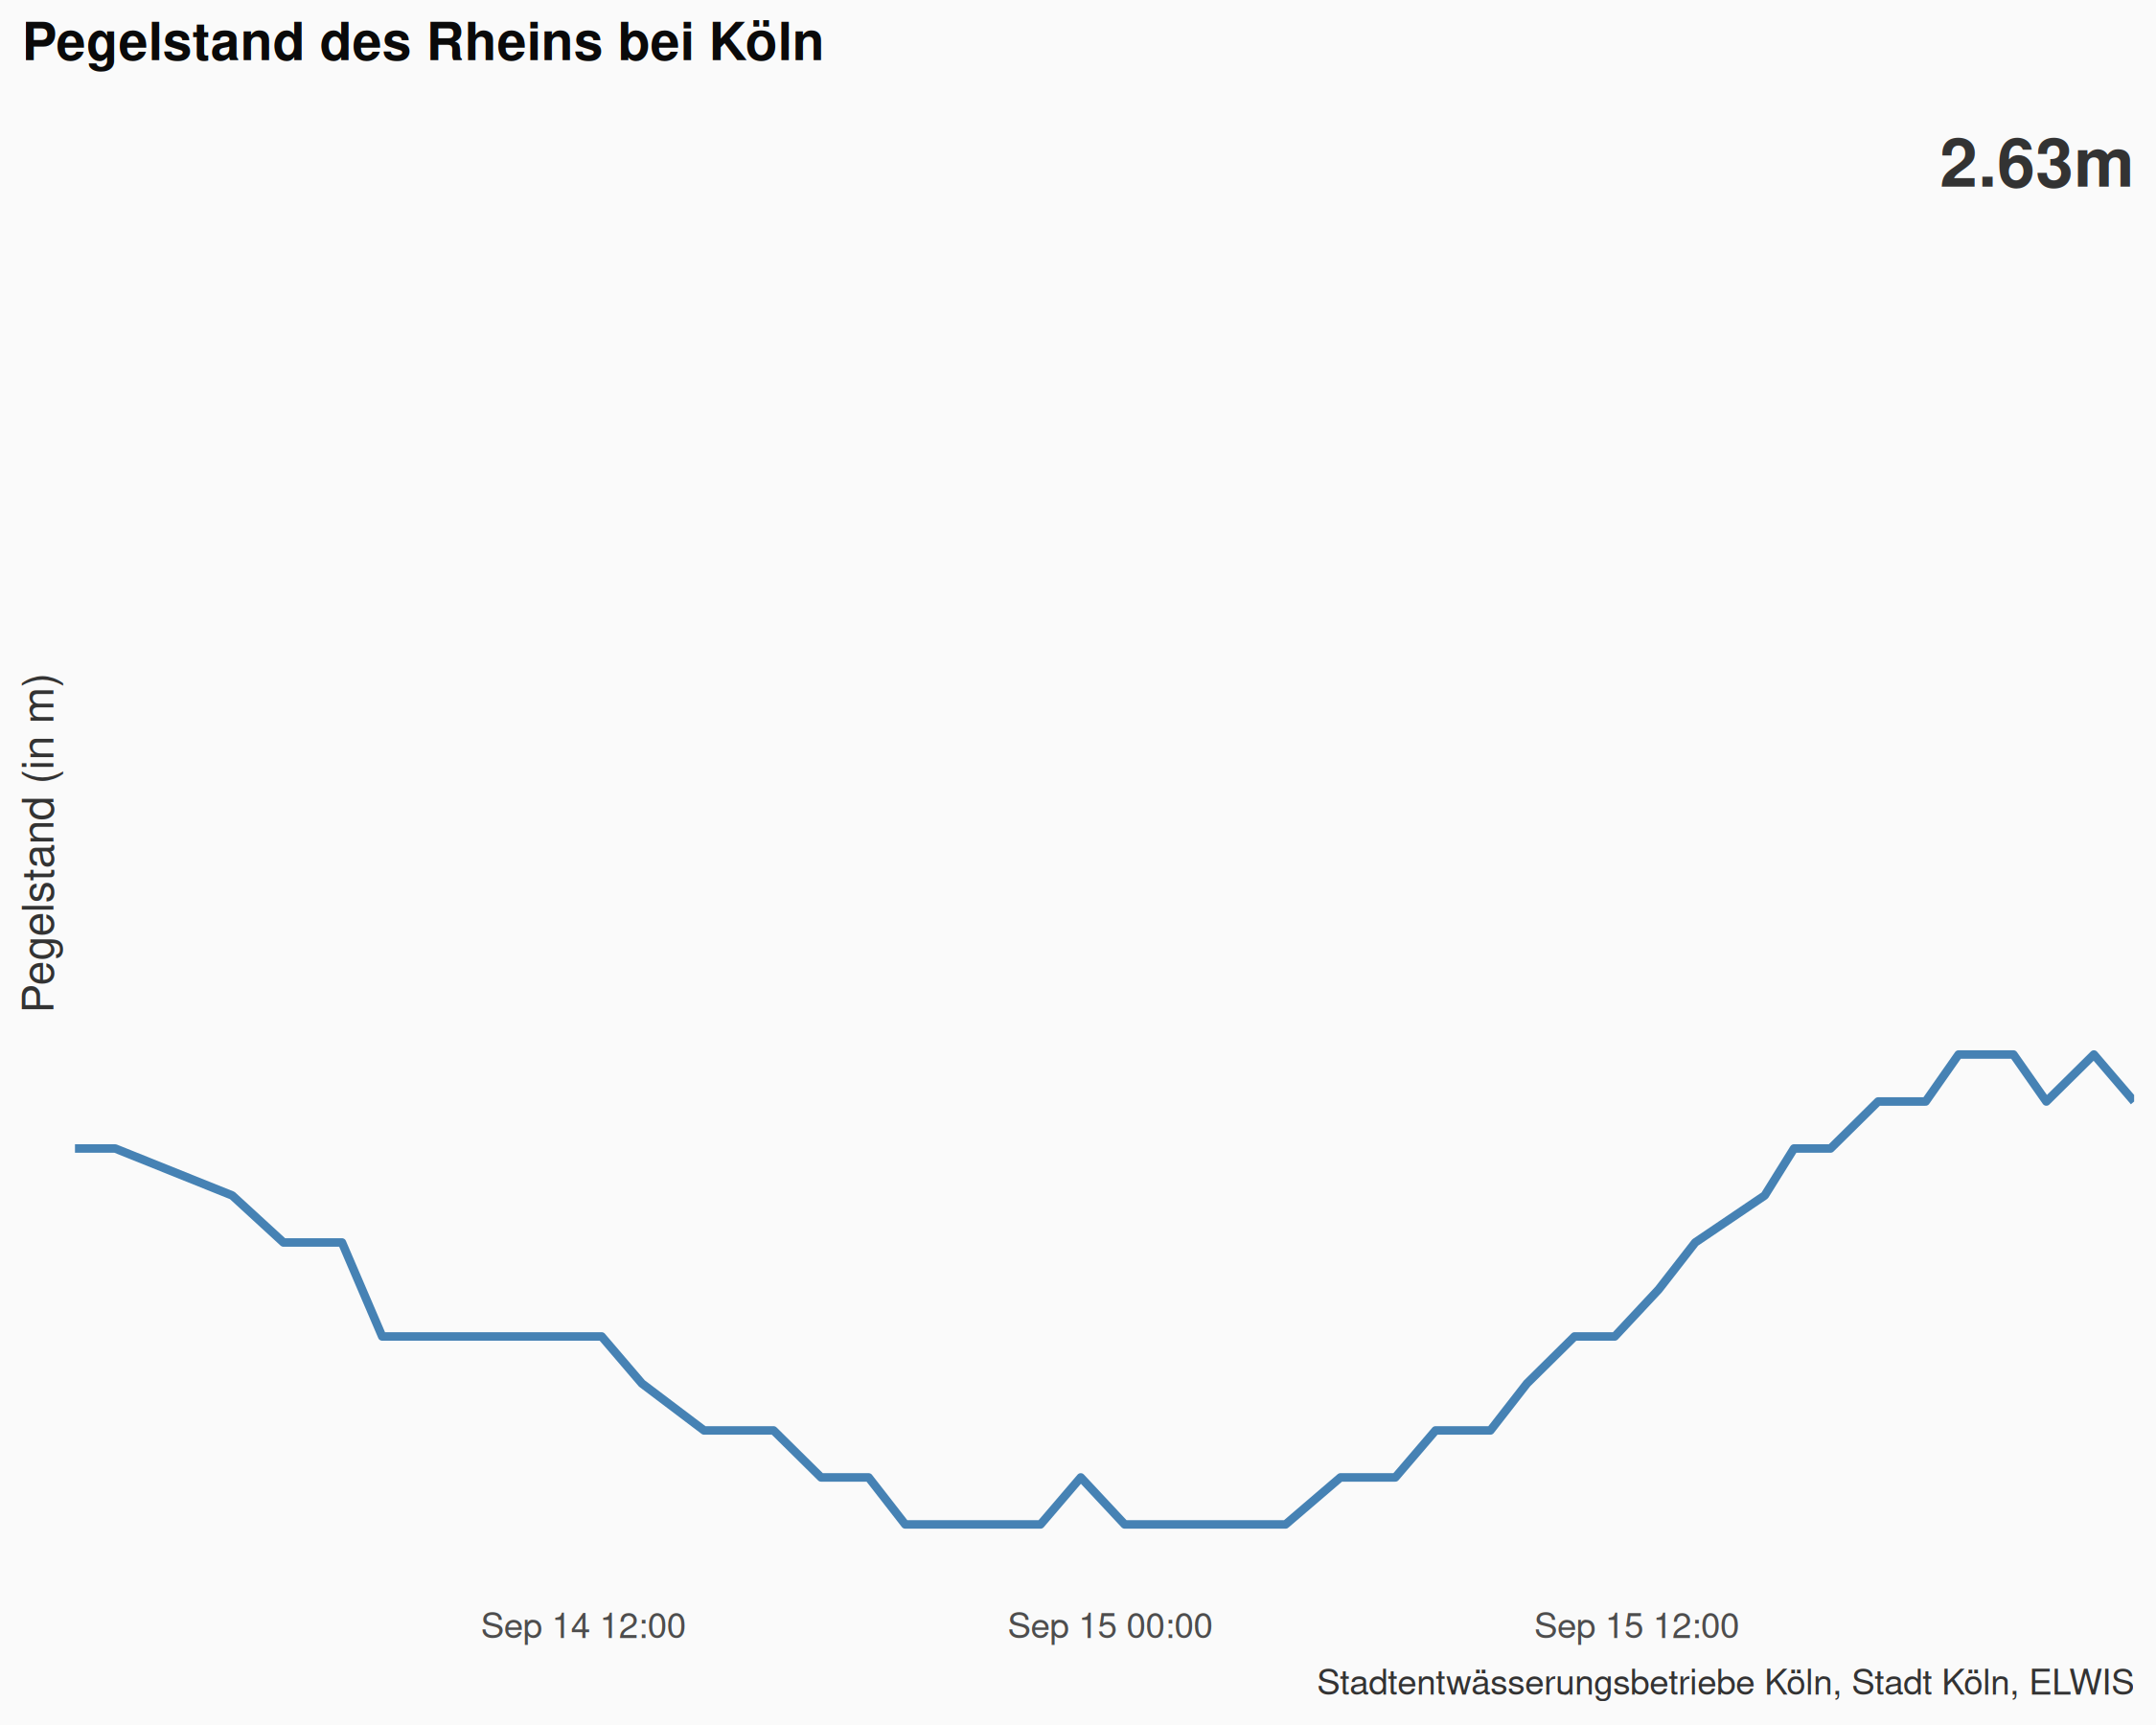 Pegelstand des Rheins bei Köln
2.63m
Pegelstand (in m)
Sep 14 12:00
Sep 15 00:00
Sep 15 12:00
Stadtentwässerungsbetriebe Köln, Stadt Köln, ELWIS